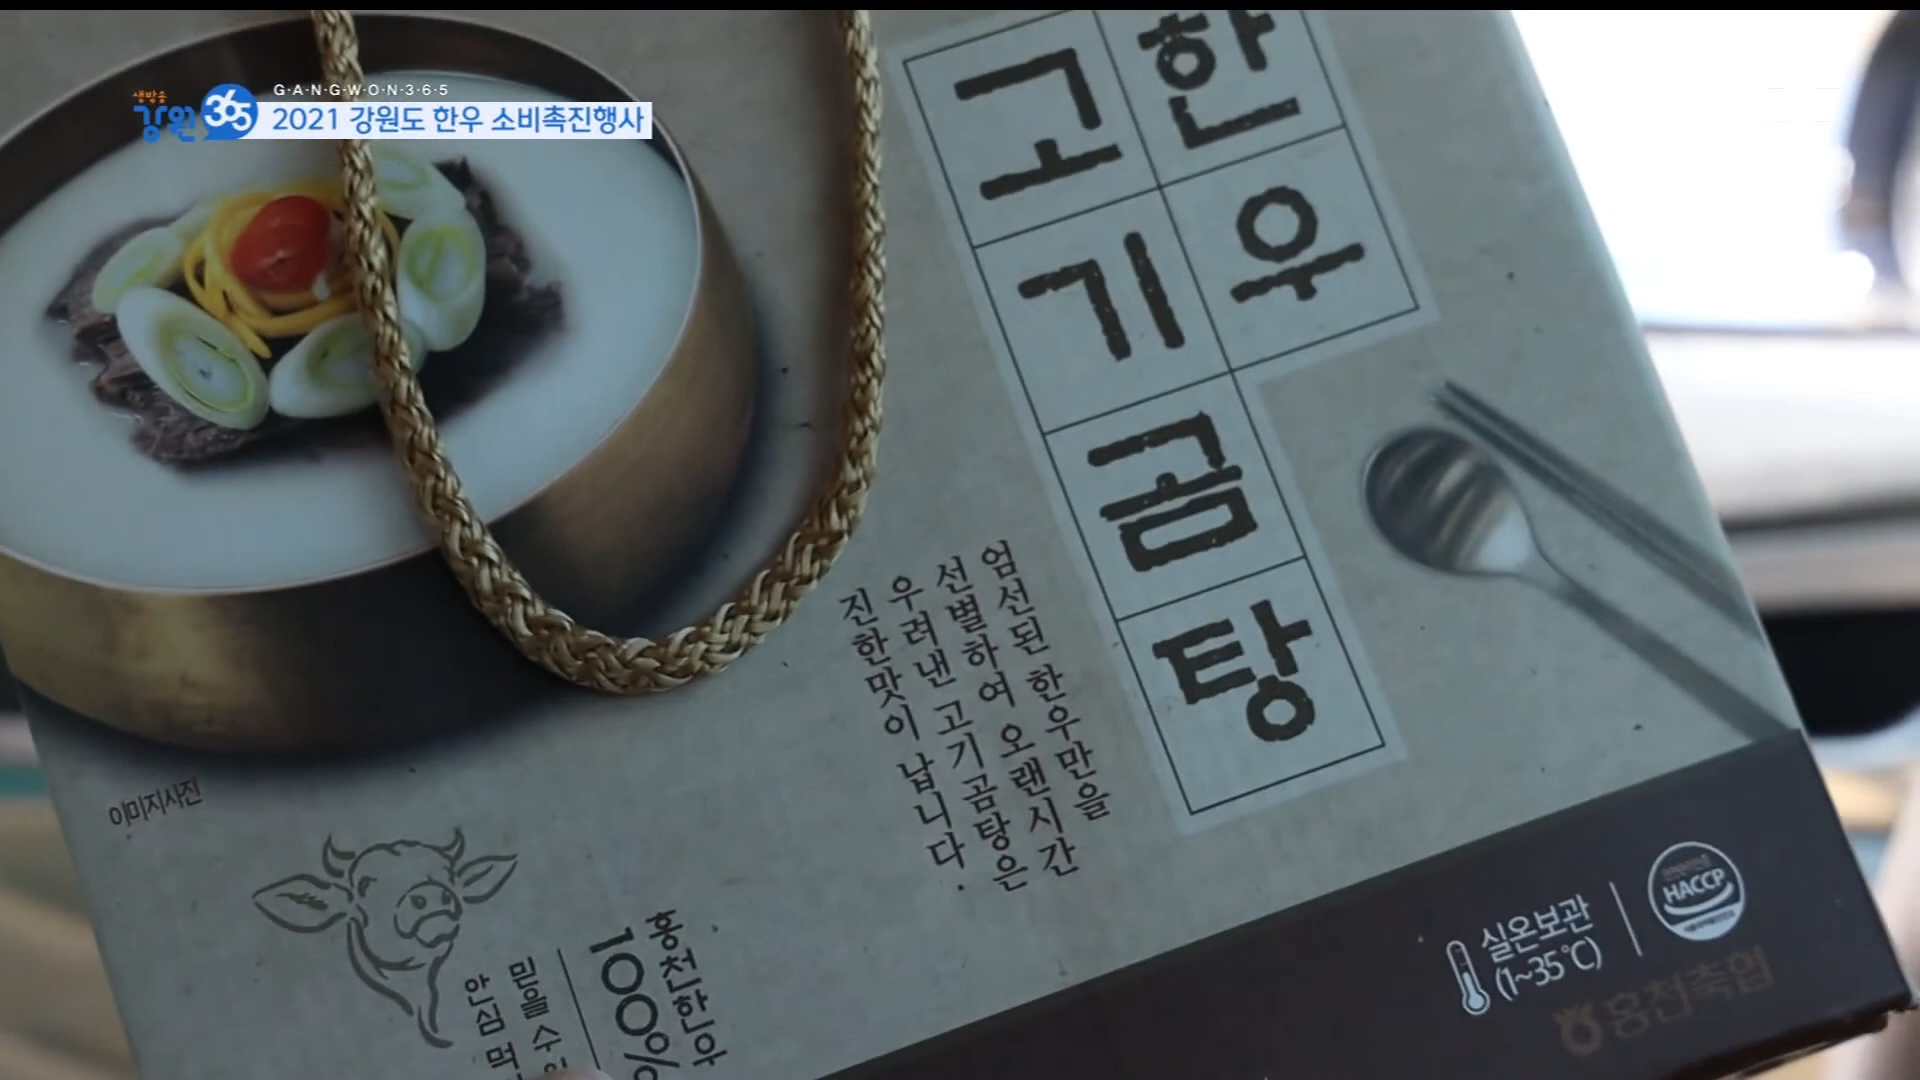 생방송
강원 365
G·A·N·G·W·O·N·3·6·5
2021 강원도 한우 소비촉진행사
한우
고기곰탕
엄선된 한우만을
선별하여 오랜시간
우려낸 고기곰탕은
진한맛이 납니다.
이미지사진
홍천한우
100%
믿을 수
안심
실온보관
(1~35℃)
HACCP
홍천축협